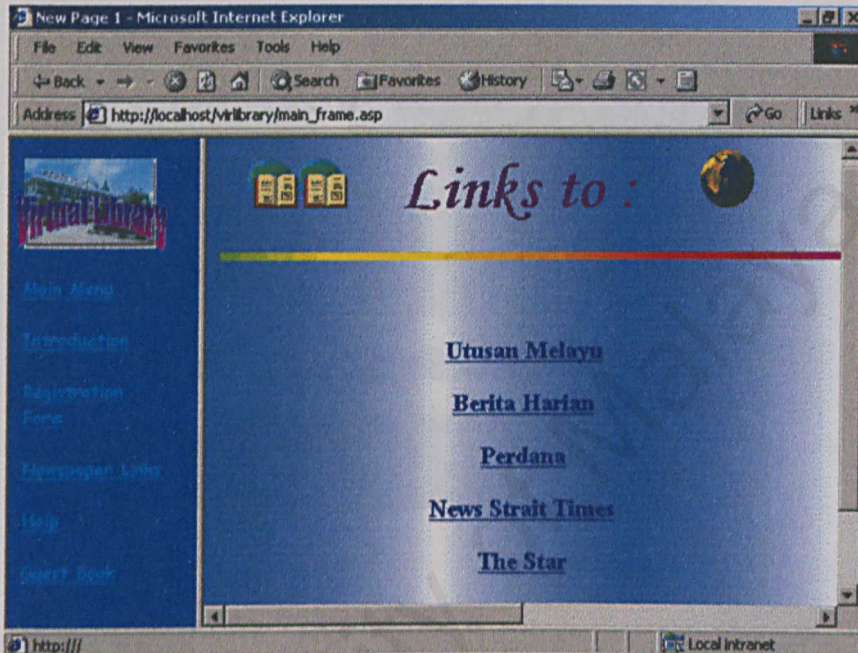 New Page 1 - Microsoft Internet Explorer
File Edit View Favorites Tools Help
Back Search Favorites History
Address http://localhost/virlibrary/main_frame.asp Go Links »
Virtual Library
Main Menu
Introduction
Registration
Form
Newspaper Links
Help
Guest Book
Links to :
Utusan Melayu
Berita Harian
Perdana
News Strait Times
The Star
http:/// Local intranet